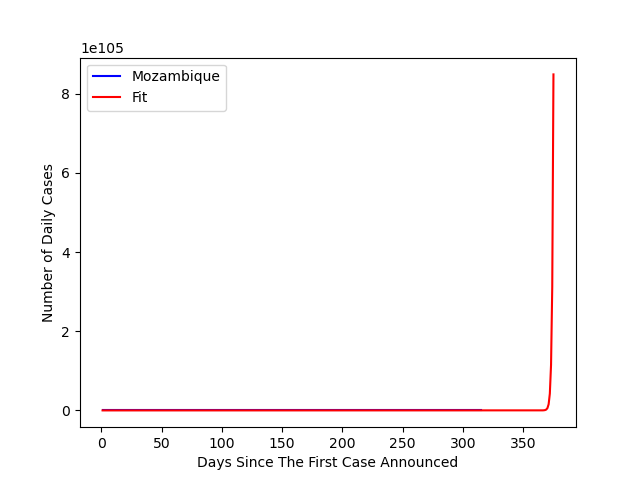 1e105
Mozambique
Fit
8
6
4
2
0
Number of Daily Cases
0 50 100 150 200 250 300 350
Days Since The First Case Announced